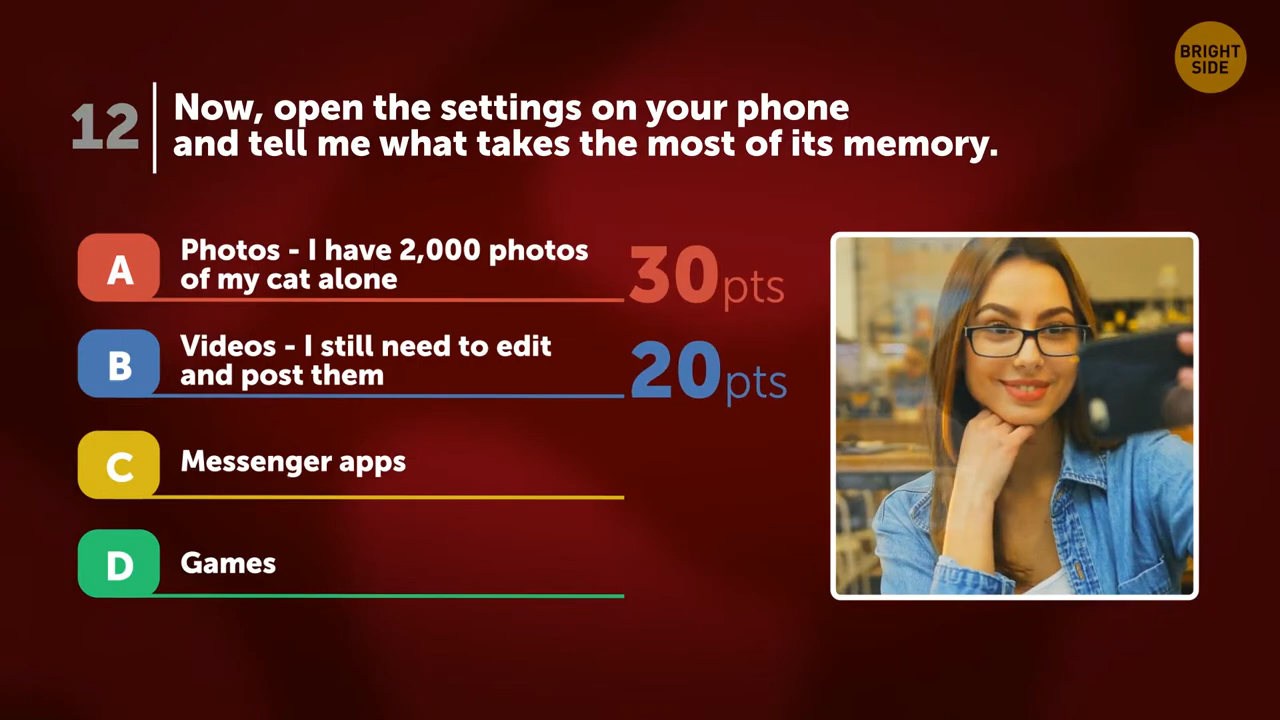 BRIGHT
SIDE
12
Now, open the settings on your phone
and tell me what takes the most of its memory.
A
Photos - I have 2,000 photos
of my cat alone
30pts
B
Videos - I still need to edit
and post them
20pts
C
Messenger apps
D
Games